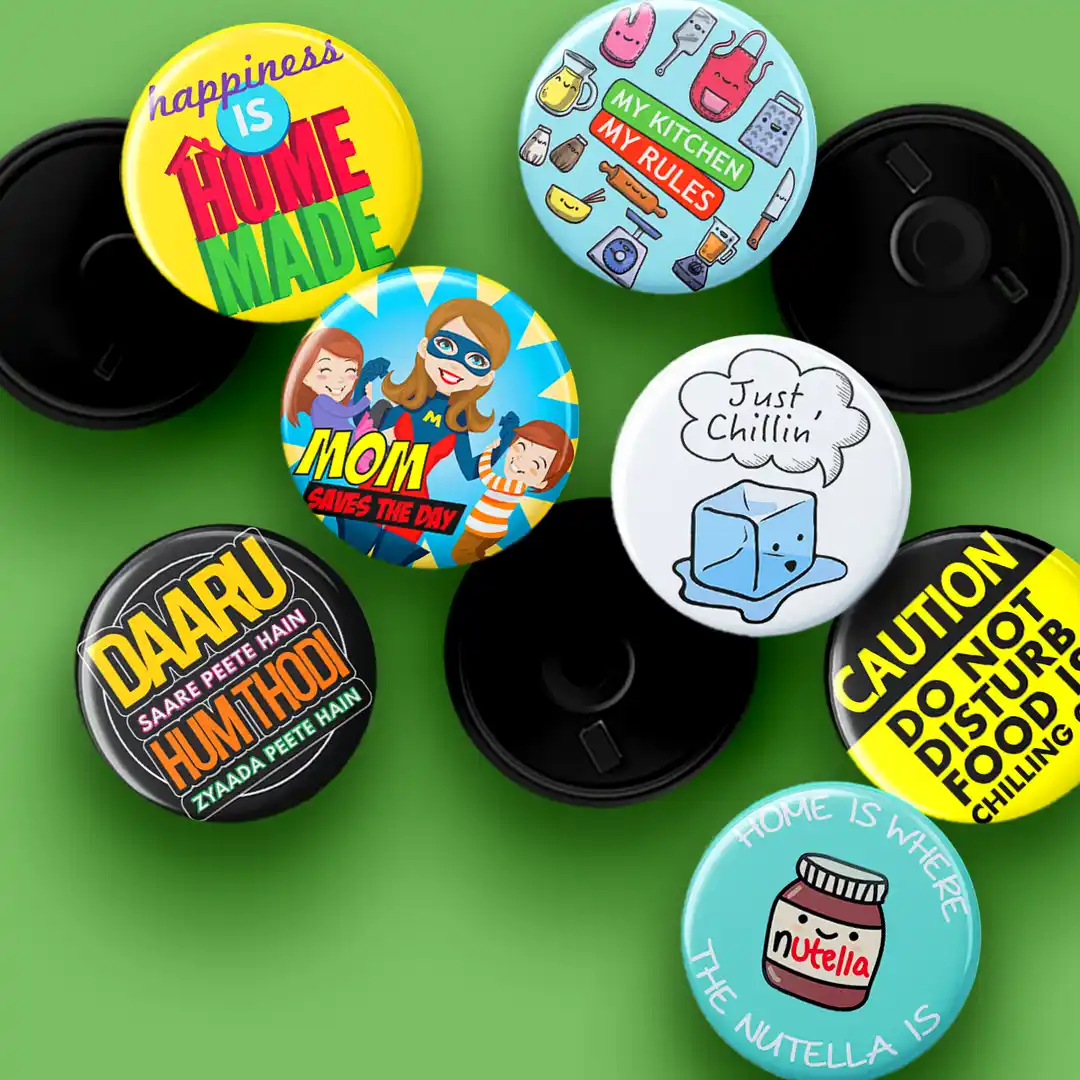 happiness
IS
HOME
MADE
MY KITCHEN
MY RULES
M
MOM
SAVES THE DAY
Just
Chillin'
DAARU
SAARE PEETE HAIN
HUM THODI
ZYAADA PEETE HAIN
CAUTION
DO NOT
DISTURB
FOOD IS
CHILLING
HOME IS WHERE
nutella
THE NUTELLA IS